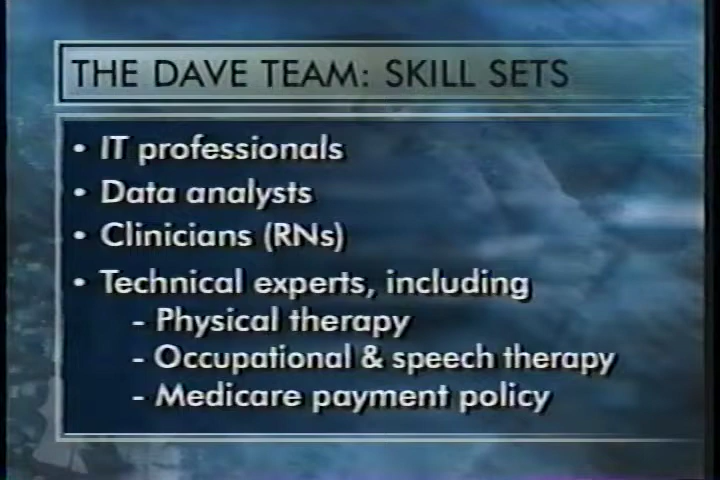 THE DAVE TEAM: SKILL SETS
• IT professionals
• Data analysts
• Clinicians (RNs)
• Technical experts, including
- Physical therapy
- Occupational & speech therapy
- Medicare payment policy